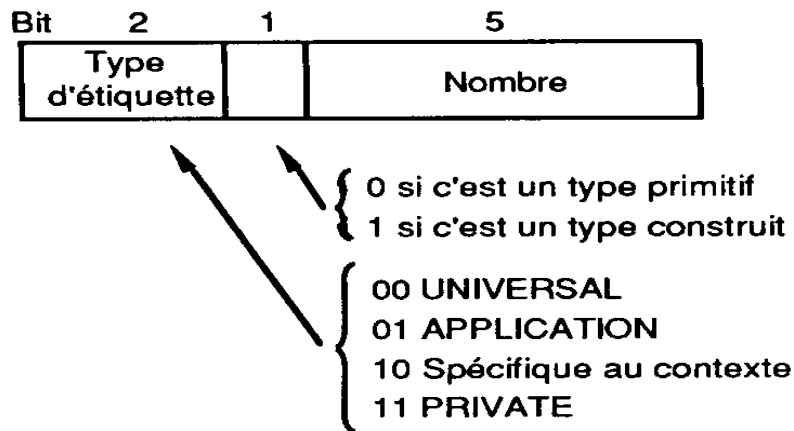 Bit 2 1 5
Type
d'étiquette
Nombre
0 si c'est un type primitif
1 si c'est un type construit
00 UNIVERSAL
01 APPLICATION
10 Spécifique au contexte
11 PRIVATE